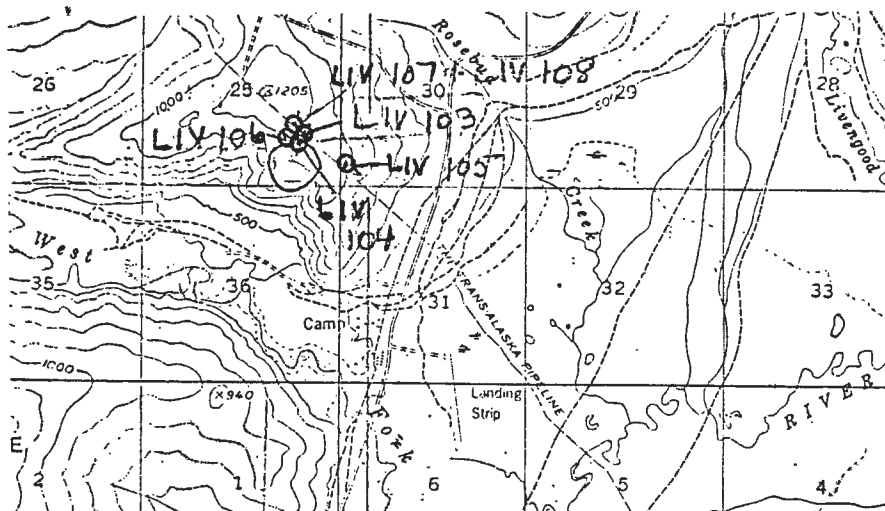 Rosebud
LIV 107
LIV 108
26
25
×1205
30
29
28
1000
50
Livengood
LIV 106
LIV 103
LIV 105
LIV
104
500
Creek
West
35
36
31
32
33
TRANS-ALASKA PIPELINE
Camp
1000
×940
Landing
Strip
RIVER
Fork
E
2
1
6
5
4